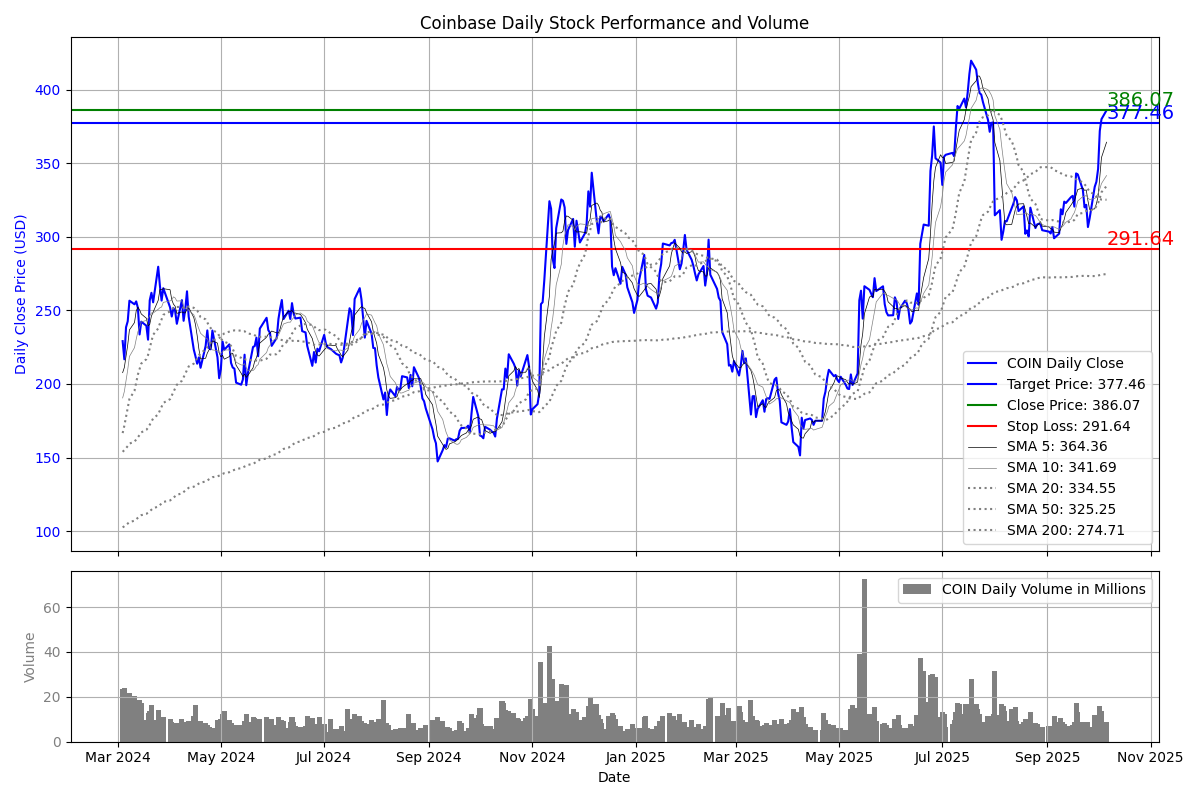 Coinbase Daily Stock Performance and Volume
Daily Close Price (USD)
400
350
300
250
200
150
100
386.07
377.46
291.64
COIN Daily Close
Target Price: 377.46
Close Price: 386.07
Stop Loss: 291.64
SMA 5: 364.36
SMA 10: 341.69
SMA 20: 334.55
SMA 50: 325.25
SMA 200: 274.71
Volume
60
40
20
0
COIN Daily Volume in Millions
Mar 2024 May 2024 Jul 2024 Sep 2024 Nov 2024 Jan 2025 Mar 2025 May 2025 Jul 2025 Sep 2025 Nov 2025
Date